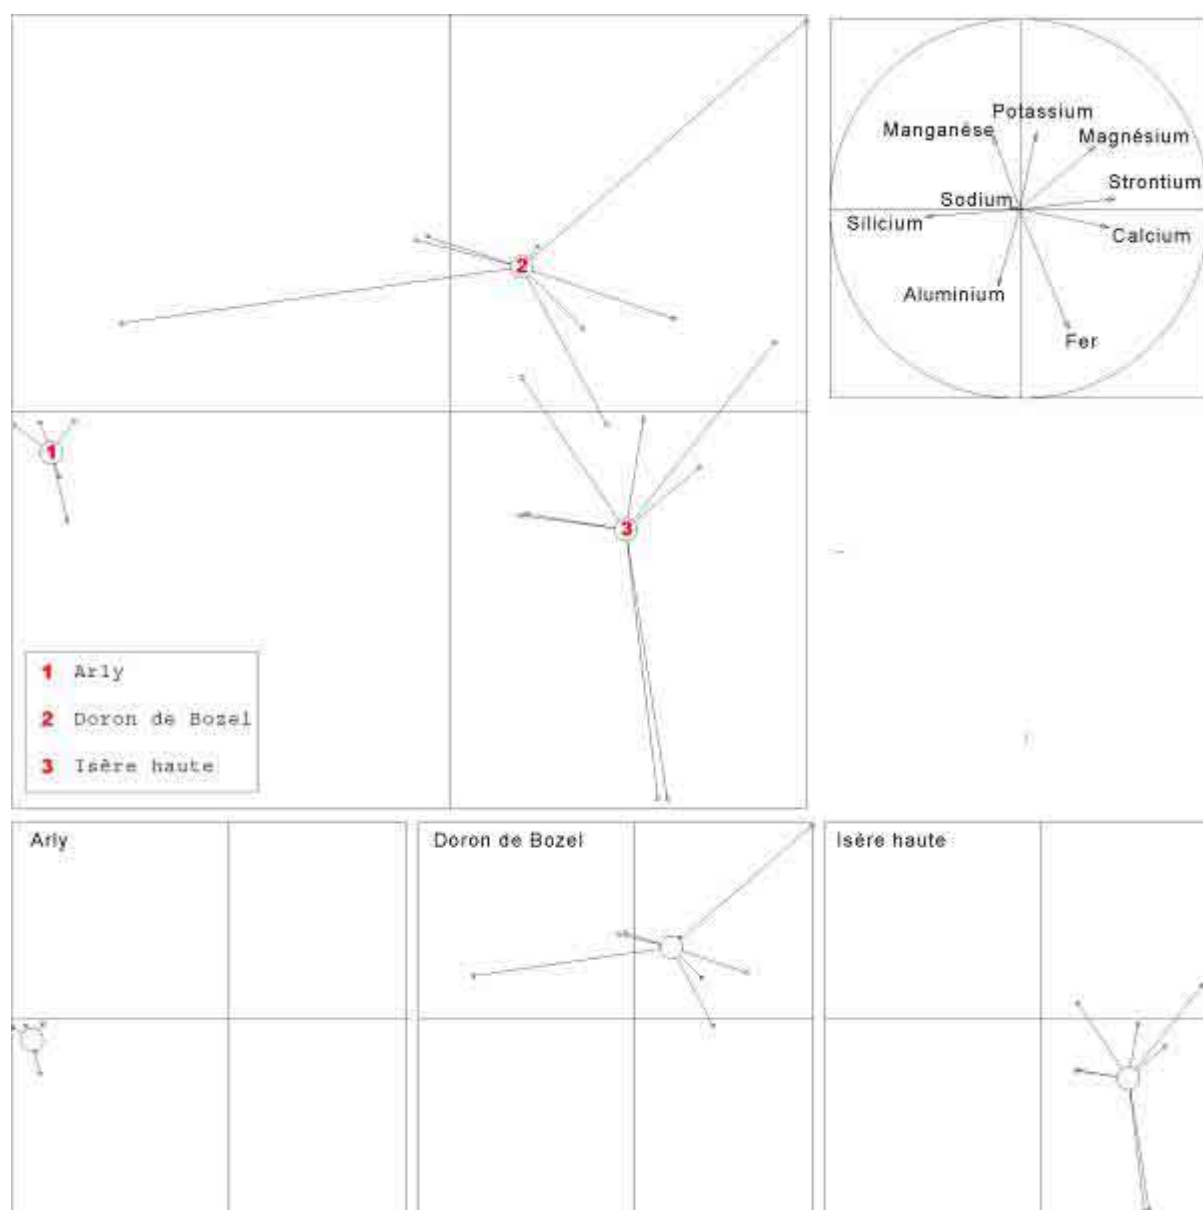 Potassium
Manganése
Magnésium
Strontium
Sodium
Silicium
Calcium
Aluminium
Fer
2
1
3
1 Arly
2 Doron de Bozel
3 Isère haute
Arly
Doron de Bozel
Isère haute